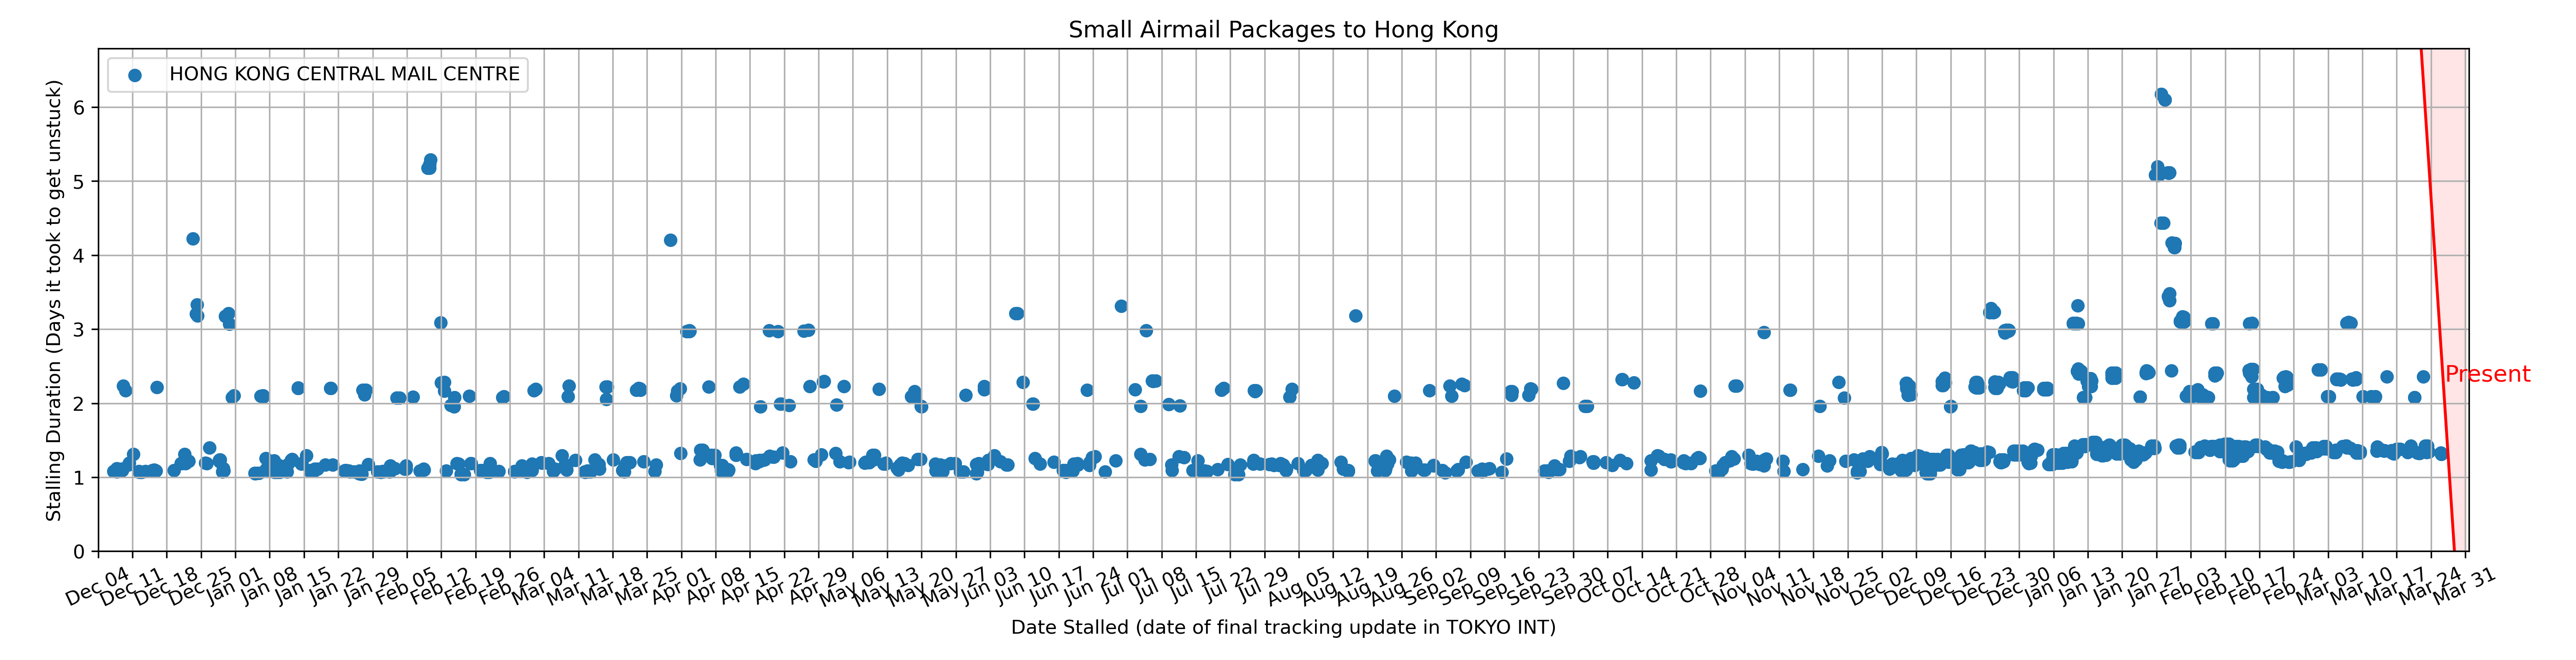 Small Airmail Packages to Hong Kong
HONG KONG CENTRAL MAIL CENTRE
Stalling Duration (Days it took to get unstuck)
6
5
4
3
2
1
0
Present
Dec 04 Dec 11 Dec 18 Dec 25 Jan 01 Jan 08 Jan 15 Jan 22 Jan 29 Feb 05 Feb 12 Feb 19 Feb 26 Mar 04 Mar 11 Mar 18 Mar 25 Apr 01 Apr 08 Apr 15 Apr 22 Apr 29 May 06 May 13 May 20 May 27 Jun 03 Jun 10 Jun 17 Jun 24 Jul 01 Jul 08 Jul 15 Jul 22 Jul 29 Aug 05 Aug 12 Aug 19 Aug 26 Sep 02 Sep 09 Sep 16 Sep 23 Sep 30 Oct 07 Oct 14 Oct 21 Oct 28 Nov 04 Nov 11 Nov 18 Nov 25 Dec 02 Dec 09 Dec 16 Dec 23 Dec 30 Jan 06 Jan 13 Jan 20 Jan 27 Feb 03 Feb 10 Feb 17 Feb 24 Mar 03 Mar 10 Mar 17 Mar 24 Mar 31
Date Stalled (date of final tracking update in TOKYO INT)